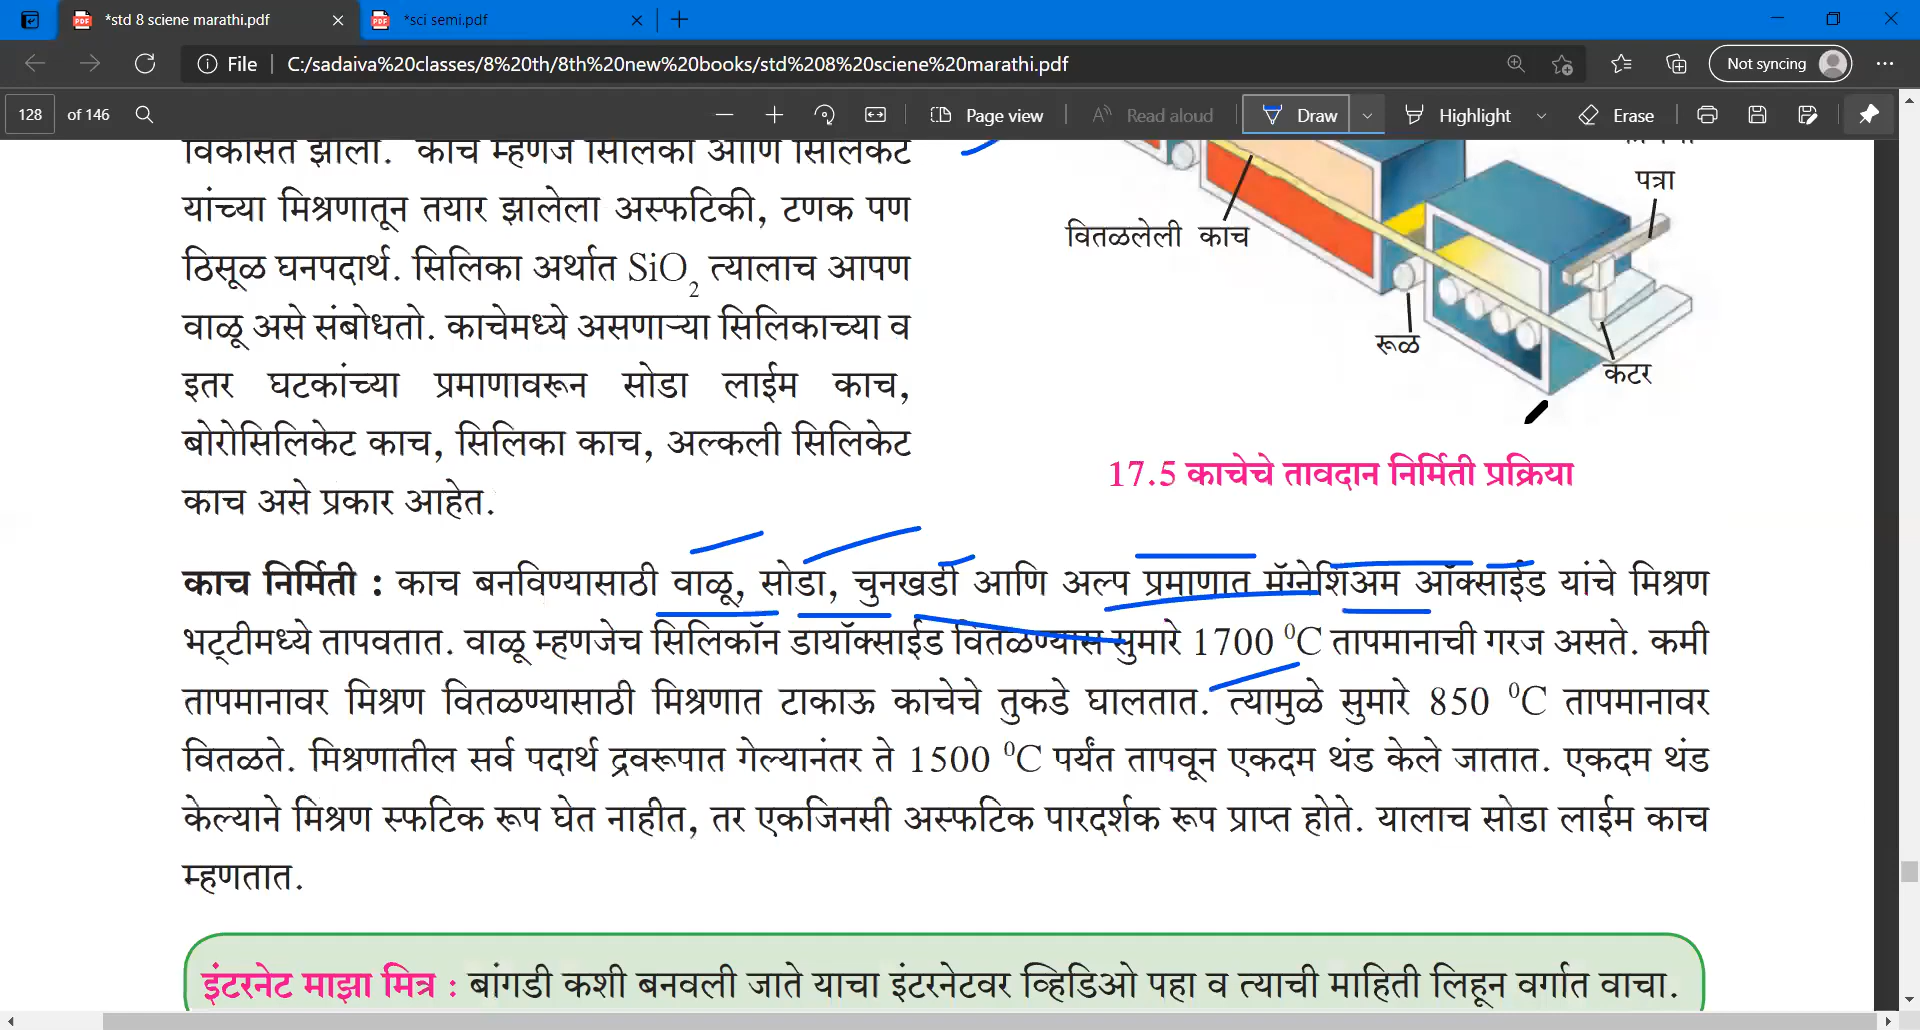 *std 8 sciene marathi.pdf
*sci semi.pdf
File
C:/sadaiva%20classes/8%20th/8th%20new%20books/std%208%20sciene%20marathi.pdf
Not syncing
128 of 146
Page view
Read aloud
Draw
Highlight
Erase
विकसित झाली. काच म्हणजे सिलिका आणि सिलिकेट
यांच्या मिश्रणातून तयार झालेला अस्फटिकी, टणक पण
ठिसूळ घनपदार्थ. सिलिका अर्थात SiO2 त्यालाच आपण
वाळू असे संबोधतो. काचेमध्ये असणाऱ्या सिलिकाच्या व
इतर घटकांच्या प्रमाणावरून सोडा लाईम काच,
बोरोसिलिकेट काच, सिलिका काच, अल्कली सिलिकेट
काच असे प्रकार आहेत.
पत्रा
वितळलेली काच
रूळ
कटर
17.5 काचेचे तावदान निर्मिती प्रक्रिया
काच निर्मिती : काच बनविण्यासाठी वाळू, सोडा, चुनखडी आणि अल्प प्रमाणात मॅग्नेशिअम ऑक्साईड यांचे मिश्रण
भट्टीमध्ये तापवतात. वाळू म्हणजेच सिलिकॉन डायॉक्साईड वितळण्यास सुमारे 1700 ⁰C तापमानाची गरज असते. कमी
तापमानावर मिश्रण वितळण्यासाठी मिश्रणात टाकाऊ काचेचे तुकडे घालतात. त्यामुळे सुमारे 850 ⁰C तापमानावर
वितळते. मिश्रणातील सर्व पदार्थ द्रवरूपात गेल्यानंतर ते 1500 ⁰C पर्यंत तापवून एकदम थंड केले जातात. एकदम थंड
केल्याने मिश्रण स्फटिक रूप घेत नाहीत, तर एकजिनसी अस्फटिक पारदर्शक रूप प्राप्त होते. यालाच सोडा लाईम काच
म्हणतात.
इंटरनेट माझा मित्र : बांगडी कशी बनवली जाते याचा इंटरनेटवर व्हिडिओ पहा व त्याची माहिती लिहून वर्गात वाचा.